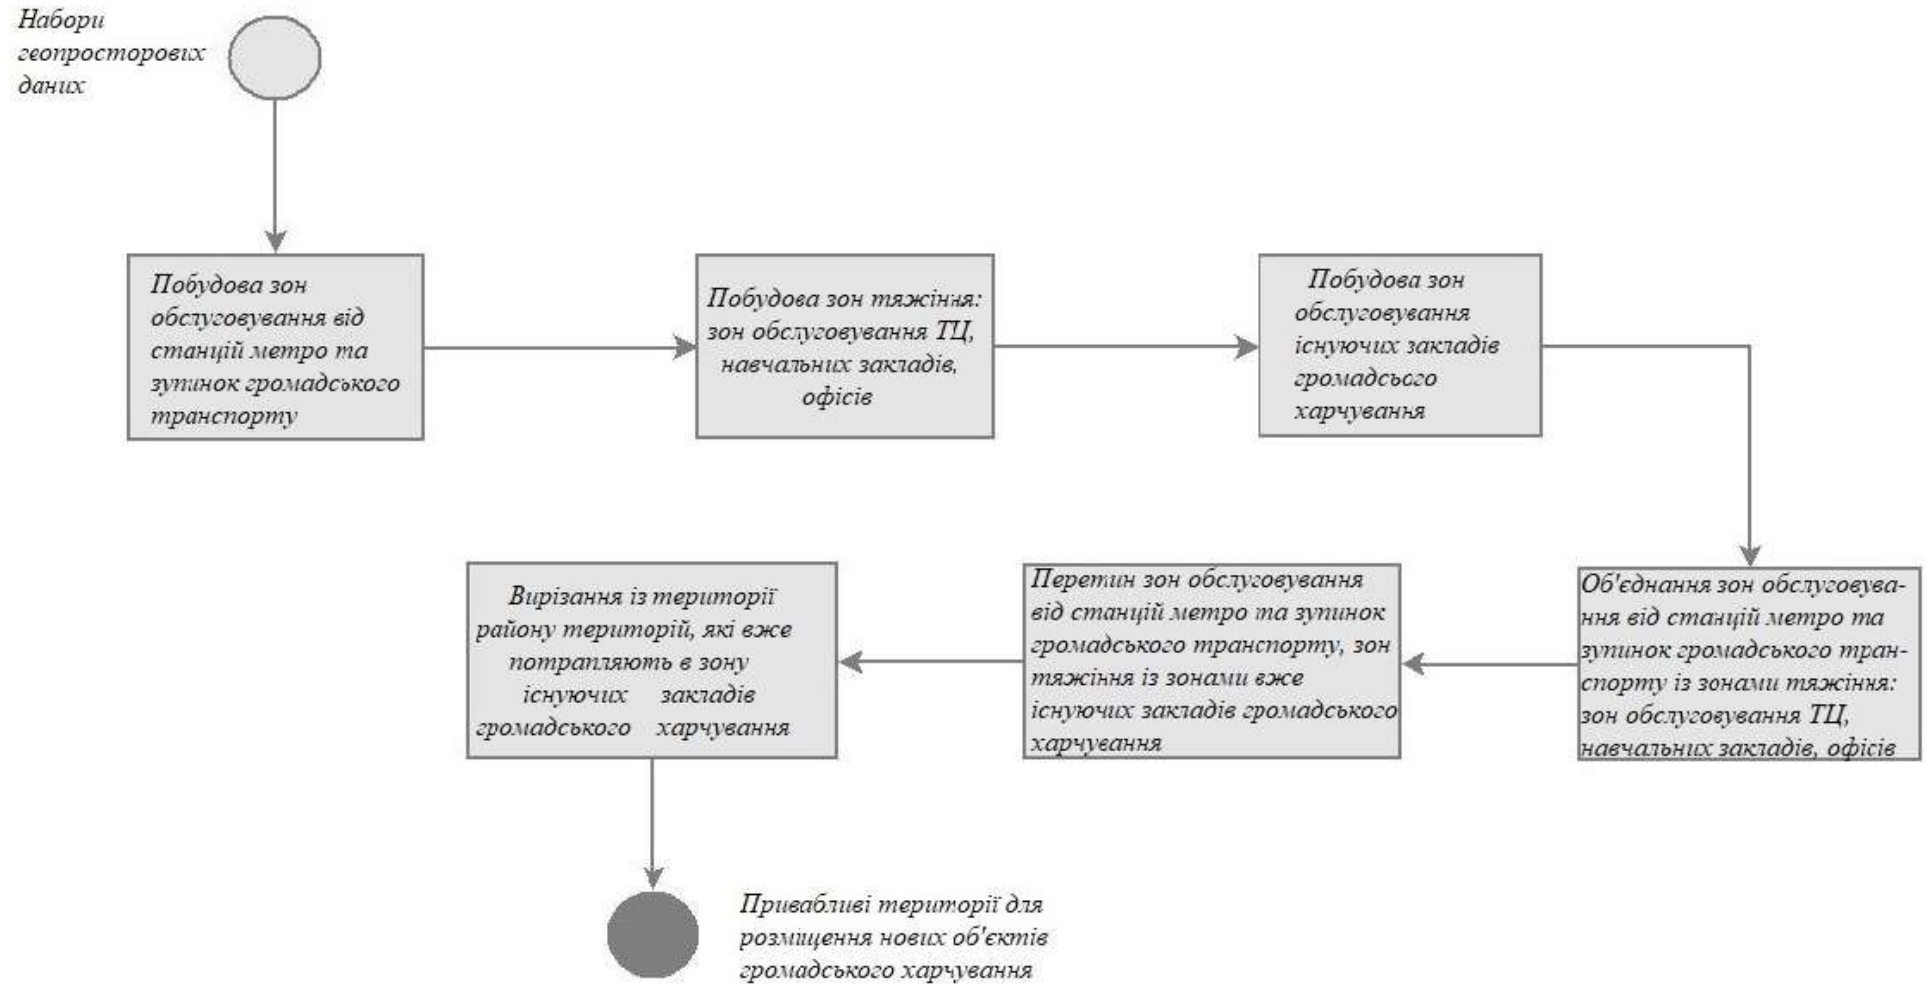 Набори
геопросторових
даних
Побудова зон
обслуговування від
станцій метро та
зупинок громадського
транспорту
Побудова зон тяжіння:
зон обслуговування ТЦ,
навчальних закладів,
офісів
Побудова зон
обслуговування
існуючих закладів
громадсього
харчування
Об'єднання зон обслуговува-
ння від станцій метро та
зупинок громадського тран-
спорту із зонами тяжіння:
зон обслуговування ТЦ,
навчальних закладів, офісів
Перетин зон обслуговування
від станцій метро та зупинок
громадського транспорту, зон
тяжіння із зонами вже
існуючих закладів громадського
харчування
Вирізання із території
району територій, які вже
потрапляють в зону
існуючих закладів
громадського харчування
Привабливі території для
розміщення нових об'єктів
громадського харчування